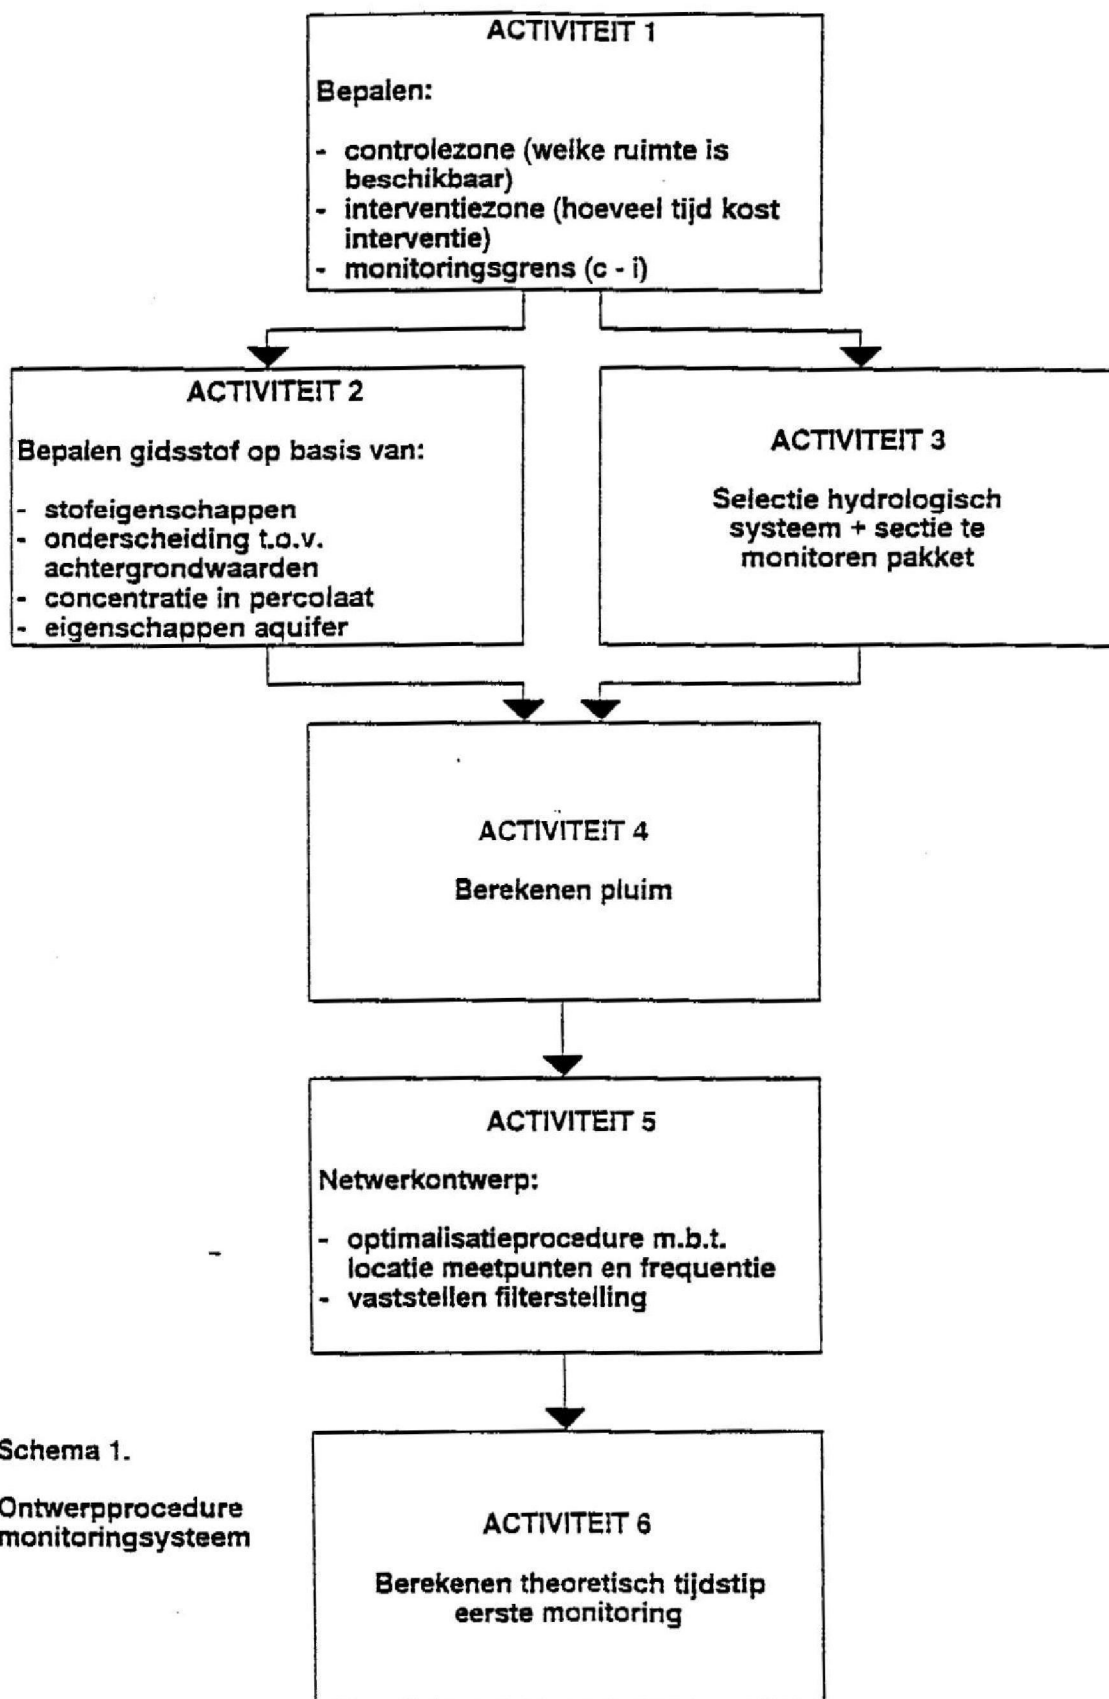 ACTIVITEIT 1
Bepalen:
- controlezone (welke ruimte is
beschikbaar)
- interventiezone (hoeveel tijd kost
interventie)
- monitoringsgrens (c - i)
ACTIVITEIT 2
Bepalen gidsstof op basis van:
- stofeigenschappen
- onderscheiding t.o.v.
achtergrondwaarden
- concentratie in percolaat
- eigenschappen aquifer
ACTIVITEIT 3
Selectie hydrologisch
systeem + sectie te
monitoren pakket
ACTIVITEIT 4
Berekenen pluim
ACTIVITEIT 5
Netwerkontwerp:
- optimalisatieprocedure m.b.t.
locatie meetpunten en frequentie
- vaststellen filterstelling
Schema 1.
Ontwerpprocedure
monitoringsysteem
ACTIVITEIT 6
Berekenen theoretisch tijdstip
eerste monitoring